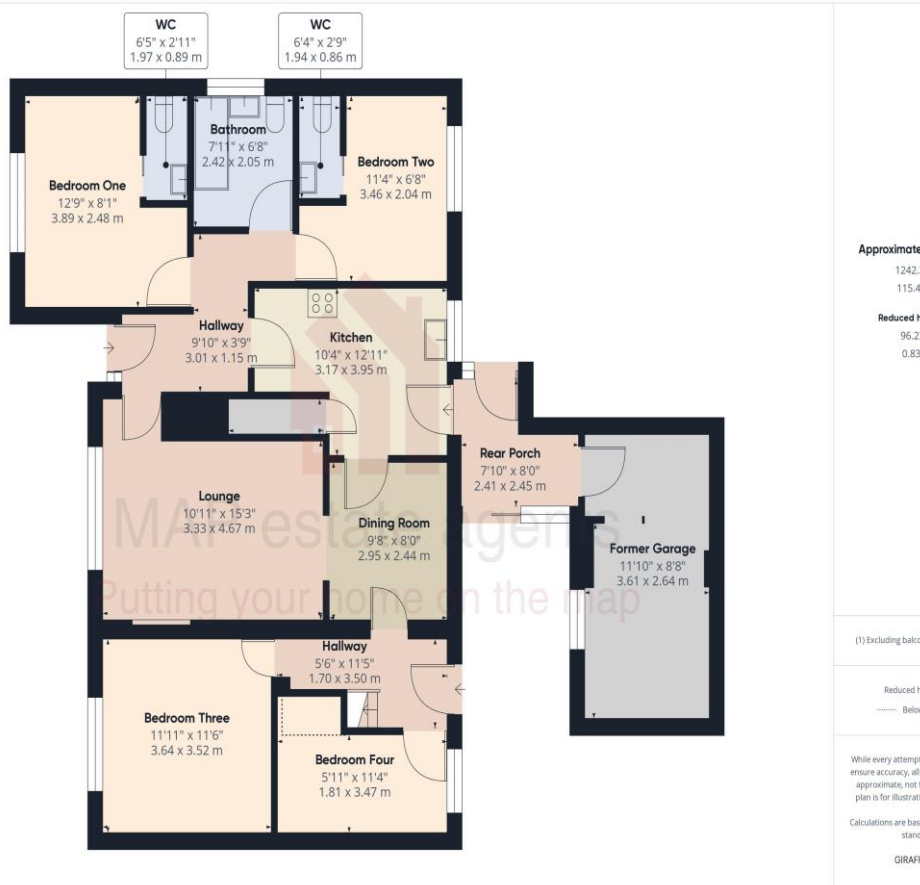 WC
6'5" x 2'11"
1.97 x 0.89 m
WC
6'4" x 2'9"
1.94 x 0.86 m
Bathroom
7'11" x 6'8"
2.42 x 2.05 m
Bedroom One
12'9" x 8'1"
3.89 x 2.48 m
Bedroom Two
11'4" x 6'8"
3.46 x 2.04 m
Hallway
9'10" x 3'9"
3.01 x 1.15 m
Kitchen
10'4" x 12'11"
3.17 x 3.95 m
Rear Porch
7'10" x 8'0"
2.41 x 2.45 m
Lounge
10'11" x 15'3"
3.33 x 4.67 m
Dining Room
9'8" x 8'0"
2.95 x 2.44 m
Former Garage
11'10" x 8'8"
3.61 x 2.64 m
MAP estate agents
Putting your home on the map
Hallway
5'6" x 11'5"
1.70 x 3.50 m
Bedroom Three
11'11" x 11'6"
3.64 x 3.52 m
Bedroom Four
5'11" x 11'4"
1.81 x 3.47 m
Approximate
1242.
115.4
Reduced h
96.2
0.83
(1) Excluding balco
Reduced h
Below
While every attempt
ensure accuracy, all
approximate, not
plan is for illustrati
Calculations are bas
stand
GIRAFF